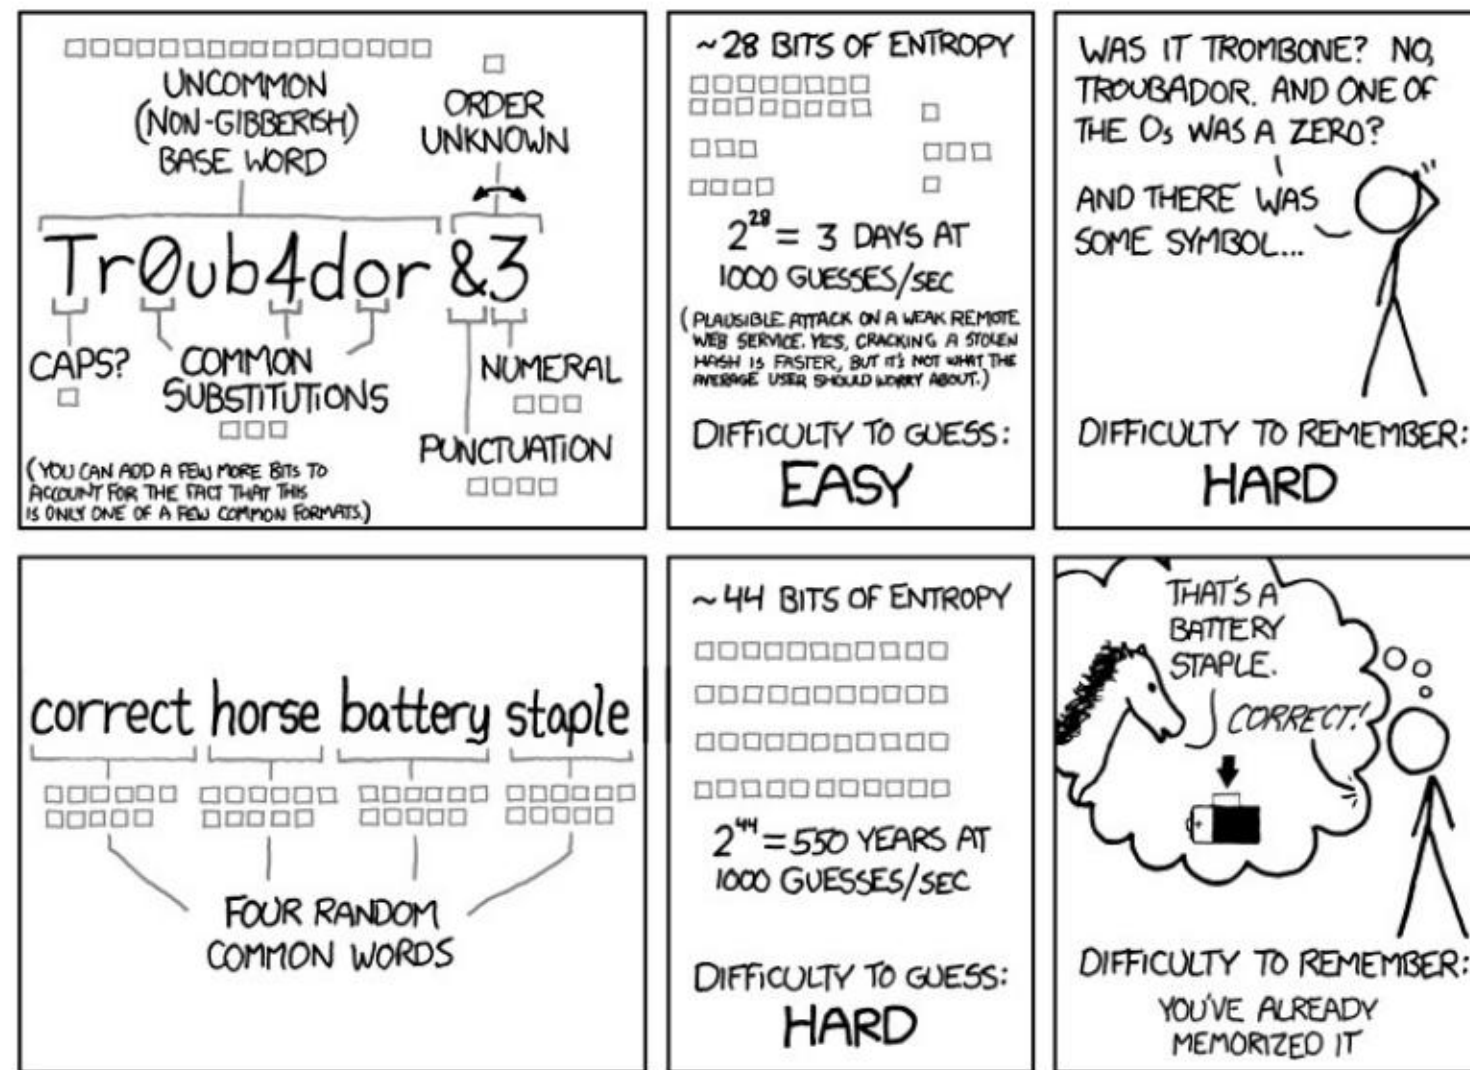 UNCOMMON
(NON-GIBBERISH)
BASE WORD
ORDER
UNKNOWN
Tr0ub4dor &3
CAPS?
COMMON
SUBSTITUTIONS
NUMERAL
PUNCTUATION
(YOU CAN ADD A FEW MORE BITS TO
ACCOUNT FOR THE FACT THAT THIS
IS ONLY ONE OF A FEW COMMON FORMATS.)
~28 BITS OF ENTROPY
2^28 = 3 DAYS AT
1000 GUESSES/SEC
(PLAUSIBLE ATTACK ON A WEAK REMOTE
WEB SERVICE. YES, CRACKING A STOLEN
HASH IS FASTER, BUT IT'S NOT WHAT THE
AVERAGE USER SHOULD WORRY ABOUT.)
DIFFICULTY TO GUESS:
EASY
WAS IT TROMBONE? NO,
TROUBADOR. AND ONE OF
THE Os WAS A ZERO?
AND THERE WAS
SOME SYMBOL...
DIFFICULTY TO REMEMBER:
HARD
correct horse battery staple
FOUR RANDOM
COMMON WORDS
~44 BITS OF ENTROPY
2^44 = 550 YEARS AT
1000 GUESSES/SEC
DIFFICULTY TO GUESS:
HARD
THAT'S A
BATTERY
STAPLE.
CORRECT!
DIFFICULTY TO REMEMBER:
YOU'VE ALREADY
MEMORIZED IT